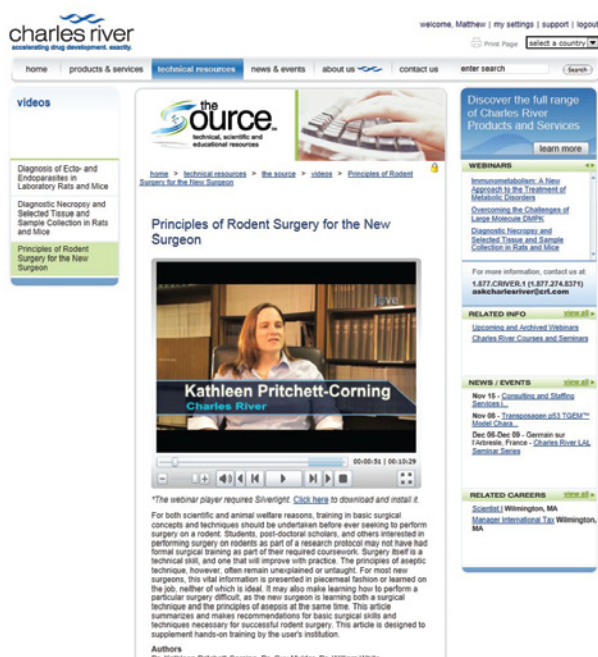 charles river
accelerating drug development. exactly.
welcome, Matthew | my settings | support | logout
Print Page
select a country
home
products & services
technical resources
news & events
about us
contact us
enter search
Search
videos
Diagnosis of Ecto- and
Endoparasites in
Laboratory Rats and Mice
Diagnostic Necropsy and
Selected Tissue and
Sample Collection in Rats
and Mice
Principles of Rodent
Surgery for the New
Surgeon
the
Source
technical, scientific and
educational resources
home > technical resources > the source > videos > Principles of Rodent
Surgery for the New Surgeon
Principles of Rodent Surgery for the New
Surgeon
jove
Kathleen Pritchett-Corning
Charles River
00:00:51 | 00:10:29
*The webinar player requires Silverlight. Click here to download and install it.
For both scientific and animal welfare reasons, training in basic surgical
concepts and techniques should be undertaken before ever seeking to perform
surgery on a rodent. Students, post-doctoral scholars, and others interested in
performing surgery on rodents as part of a research protocol may not have had
formal surgical training as part of their required coursework. Surgery itself is a
technical skill, and one that will improve with practice. The principles of aseptic
technique, however, often remain unexplained or untaught. For most new
surgeons, this vital information is presented in piecemeal fashion or learned on
the job, neither of which is ideal. It may also make learning how to perform a
particular surgery difficult, as the new surgeon is learning both a surgical
technique and the principles of asepsis at the same time. This article
summarizes and makes recommendations for basic surgical skills and
techniques necessary for successful rodent surgery. This article is designed to
supplement hands-on training by the user's institution.
Authors
Discover the full range
of Charles River
Products and Services
learn more
WEBINARS
Immunometabolism: A New
Approach to the Treatment of
Metabolic Disorders
Overcoming the Challenges of
Large Molecule DMPK
Diagnostic Necropsy and
Selected Tissue and Sample
Collection in Rats and Mice
For more information, contact us at:
1.877.CRIVER.1 (1.877.274.8371)
askcharlesriver@crl.com
RELATED INFO
view all
Upcoming and Archived Webinars
Charles River Courses and Seminars
NEWS / EVENTS
view all
Nov 15 - Consulting and Staffing
Services I...
Nov 08 - Transposagen p53 TGEM™
Model Chara...
Dec 06-Dec 09 - Germain sur
l'Arbresle, France - Charles River LAL
Seminar Series
RELATED CAREERS
view all
Scientist I Wilmington, MA
Manager International Tax Wilmington,
MA